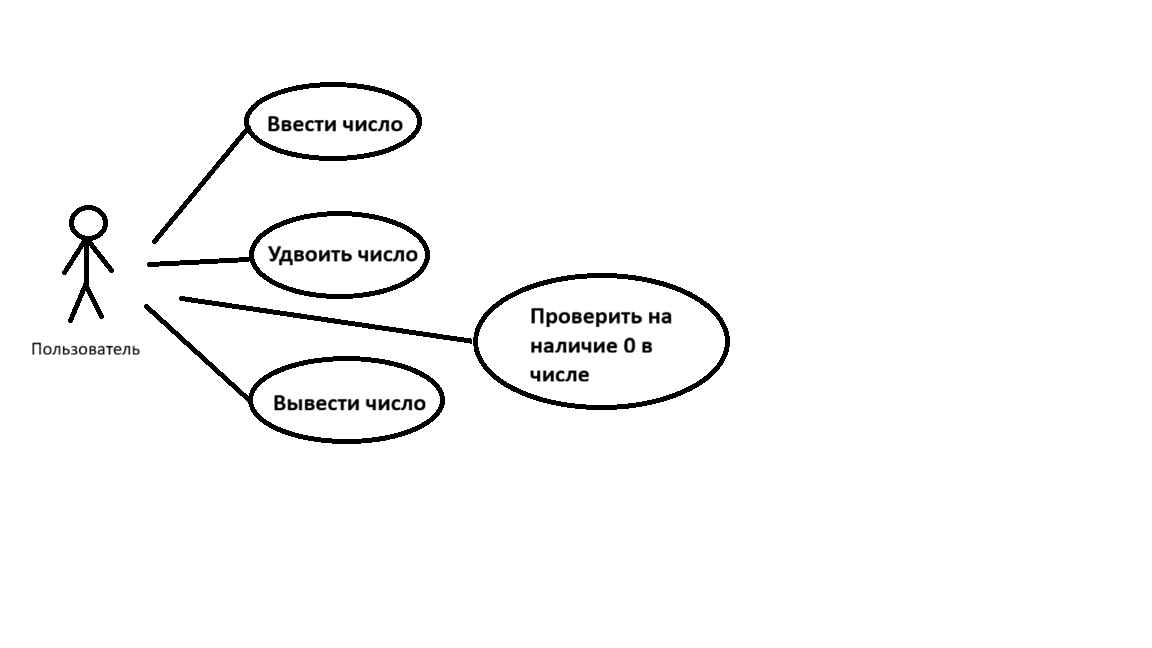 Ввести число
Удвоить число
Проверить на
наличие 0 в
числе
Пользователь
Вывести число